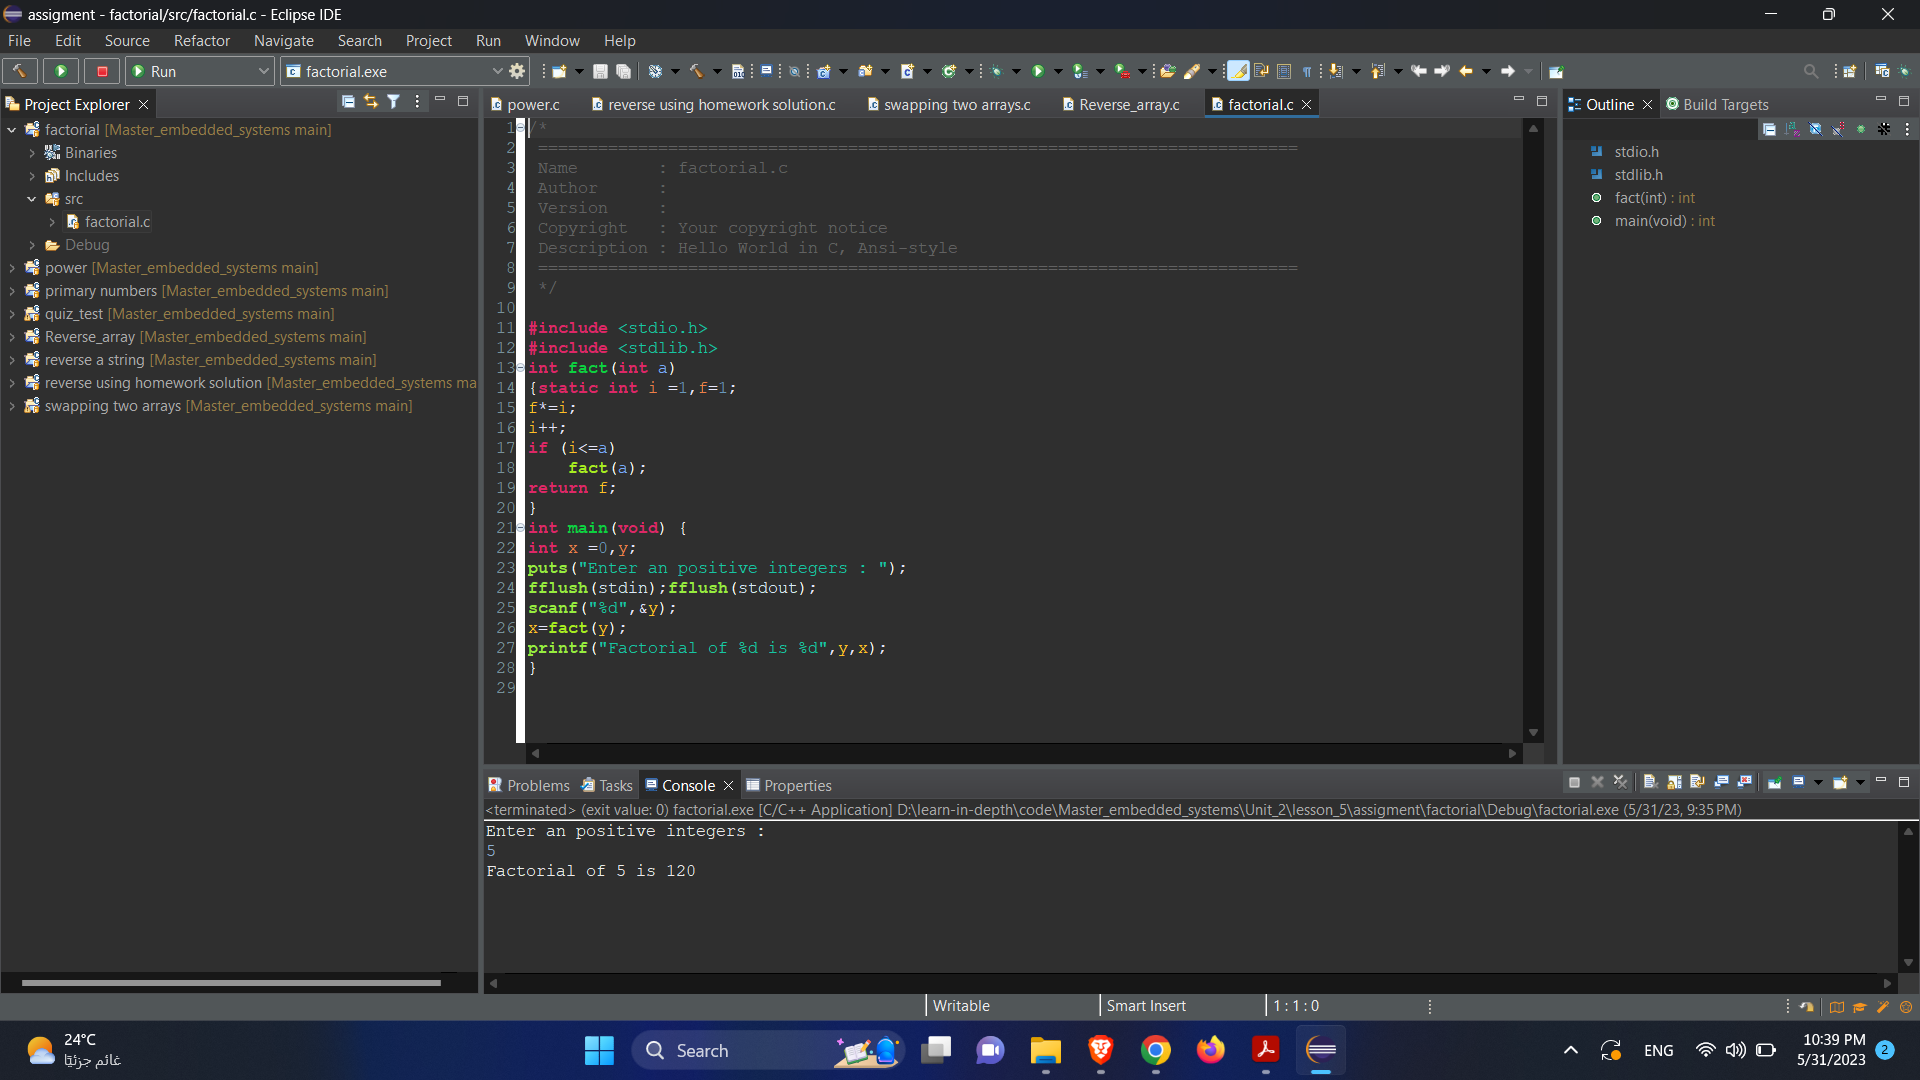 assigment - factorial/src/factorial.c - Eclipse IDE
File Edit Source Refactor Navigate Search Project Run Window Help
Run factorial.exe
Project Explorer
factorial [Master_embedded_systems main]
Binaries
Includes
src
factorial.c
Debug
power [Master_embedded_systems main]
primary numbers [Master_embedded_systems main]
quiz_test [Master_embedded_systems main]
Reverse_array [Master_embedded_systems main]
reverse a string [Master_embedded_systems main]
reverse using homework solution [Master_embedded_systems ma
swapping two arrays [Master_embedded_systems main]
power.c reverse using homework solution.c swapping two arrays.c Reverse_array.c factorial.c
1 /*
2 ============================================================================
3 Name : factorial.c
4 Author :
5 Version :
6 Copyright : Your copyright notice
7 Description : Hello World in C, Ansi-style
8 ============================================================================
9 */
10
11 #include <stdio.h>
12 #include <stdlib.h>
13 int fact(int a)
14 {static int i =1,f=1;
15 f*=i;
16 i++;
17 if (i<=a)
18 fact(a);
19 return f;
20 }
21 int main(void) {
22 int x =0,y;
23 puts("Enter an positive integers : ");
24 fflush(stdin);fflush(stdout);
25 scanf("%d",&y);
26 x=fact(y);
27 printf("Factorial of %d is %d",y,x);
28 }
29
Outline Build Targets
stdio.h
stdlib.h
fact(int) : int
main(void) : int
Problems Tasks Console Properties
<terminated> (exit value: 0) factorial.exe [C/C++ Application] D:\learn-in-depth\code\Master_embedded_systems\Unit_2\lesson_5\assigment\factorial\Debug\factorial.exe (5/31/23, 9:35 PM)
Enter an positive integers :
5
Factorial of 5 is 120
Writable Smart Insert 1 : 1 : 0
24°C
غائم جزئيًا
Search
ENG
10:39 PM
5/31/2023
2